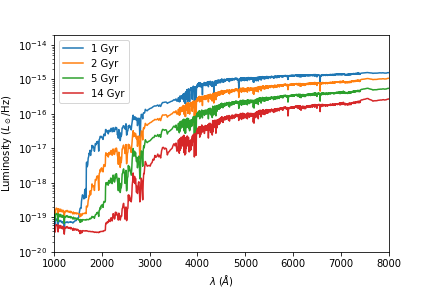 Luminosity (L☉/Hz)
10⁻¹⁴
10⁻¹⁵
10⁻¹⁶
10⁻¹⁷
10⁻¹⁸
10⁻¹⁹
10⁻²⁰
1 Gyr
2 Gyr
5 Gyr
14 Gyr
1000 2000 3000 4000 5000 6000 7000 8000
λ (Å)